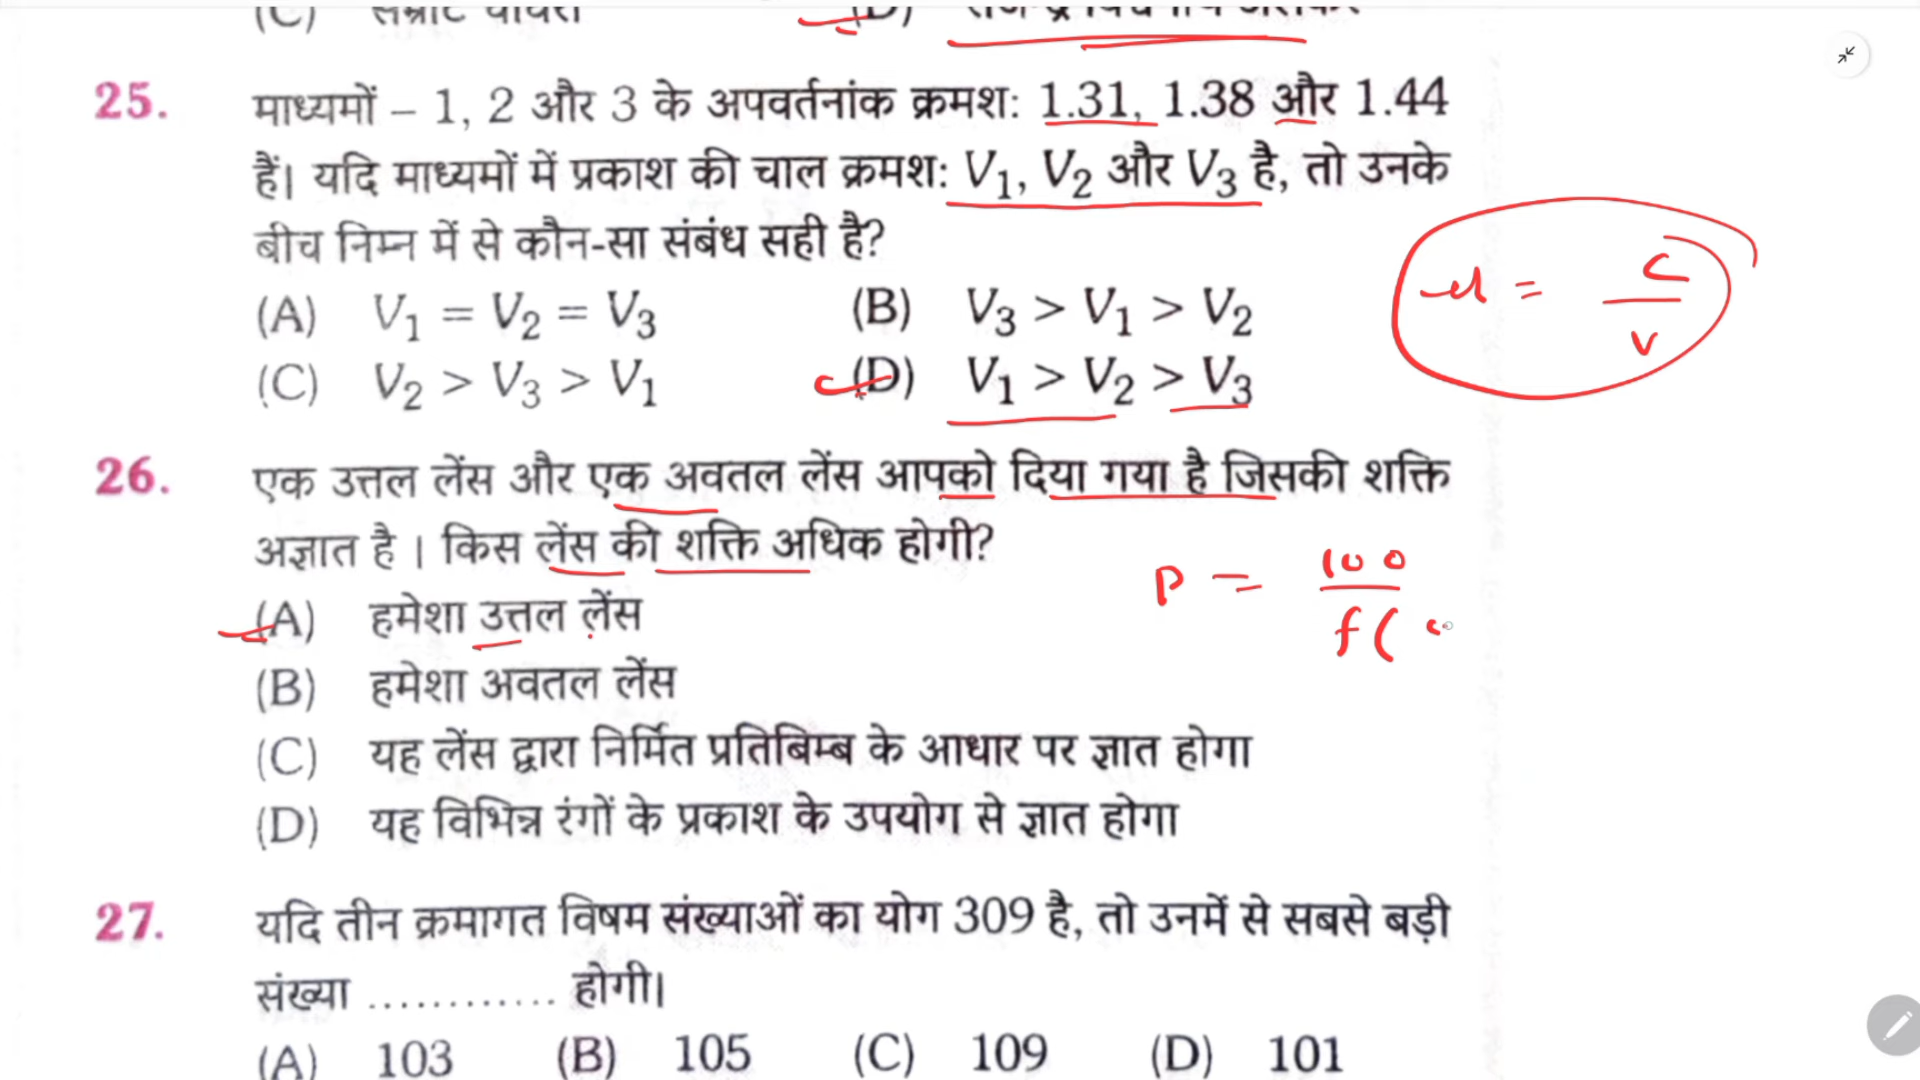 25. माध्यमों – 1, 2 और 3 के अपवर्तनांक क्रमश: 1.31, 1.38 और 1.44
हैं। यदि माध्यमों में प्रकाश की चाल क्रमश: V₁, V₂ और V₃ है, तो उनके
बीच निम्न में से कौन-सा संबंध सही है?
μ = c/v
(A) V₁ = V₂ = V₃ (B) V₃ > V₁ > V₂
(C) V₂ > V₃ > V₁ (D) V₁ > V₂ > V₃
26. एक उत्तल लेंस और एक अवतल लेंस आपको दिया गया है जिसकी शक्ति
अज्ञात है । किस लेंस की शक्ति अधिक होगी?
P = 100/f(
(A) हमेशा उत्तल लेंस
(B) हमेशा अवतल लेंस
(C) यह लेंस द्वारा निर्मित प्रतिबिम्ब के आधार पर ज्ञात होगा
(D) यह विभिन्न रंगों के प्रकाश के उपयोग से ज्ञात होगा
27. यदि तीन क्रमागत विषम संख्याओं का योग 309 है, तो उनमें से सबसे बड़ी
संख्या ............ होगी।
(A) 103 (B) 105 (C) 109 (D) 101